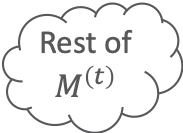 Rest of
M^{(t)}